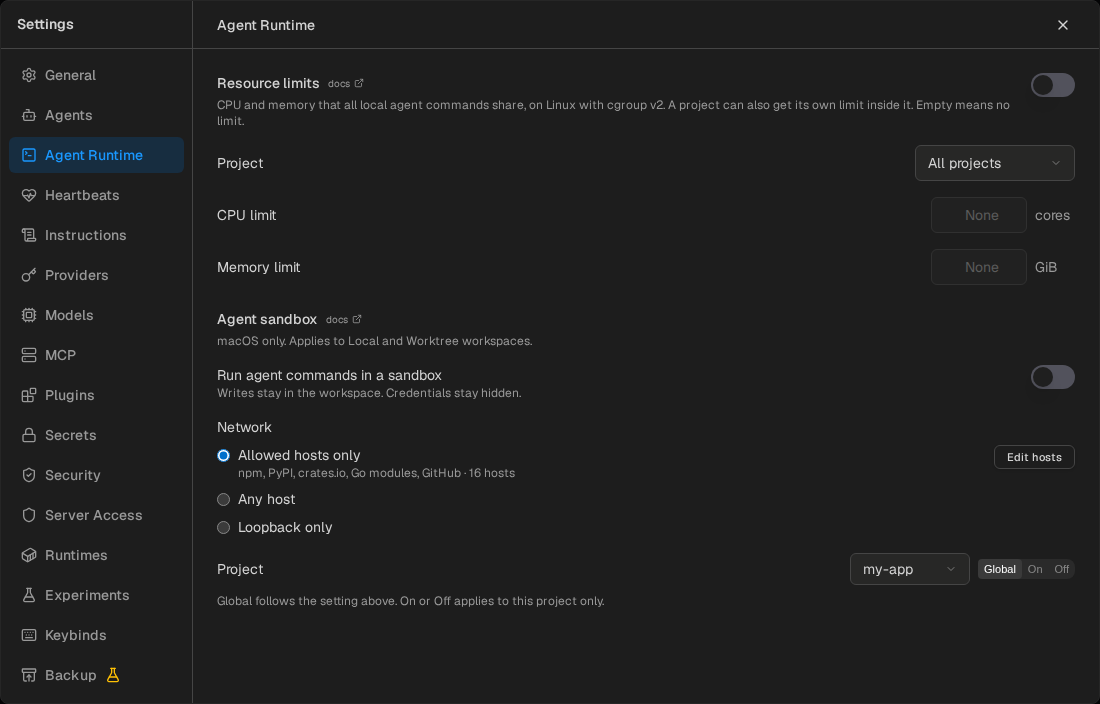 Settings
Agent Runtime
General
Agents
Agent Runtime
Heartbeats
Instructions
Providers
Models
MCP
Plugins
Secrets
Security
Server Access
Runtimes
Experiments
Keybinds
Backup
Resource limits docs
CPU and memory that all local agent commands share, on Linux with cgroup v2. A project can also get its own limit inside it. Empty means no
limit.
Project All projects
CPU limit None cores
Memory limit None GiB
Agent sandbox docs
macOS only. Applies to Local and Worktree workspaces.
Run agent commands in a sandbox
Writes stay in the workspace. Credentials stay hidden.
Network
Allowed hosts only Edit hosts
npm, PyPI, crates.io, Go modules, GitHub · 16 hosts
Any host
Loopback only
Project my-app Global On Off
Global follows the setting above. On or Off applies to this project only.